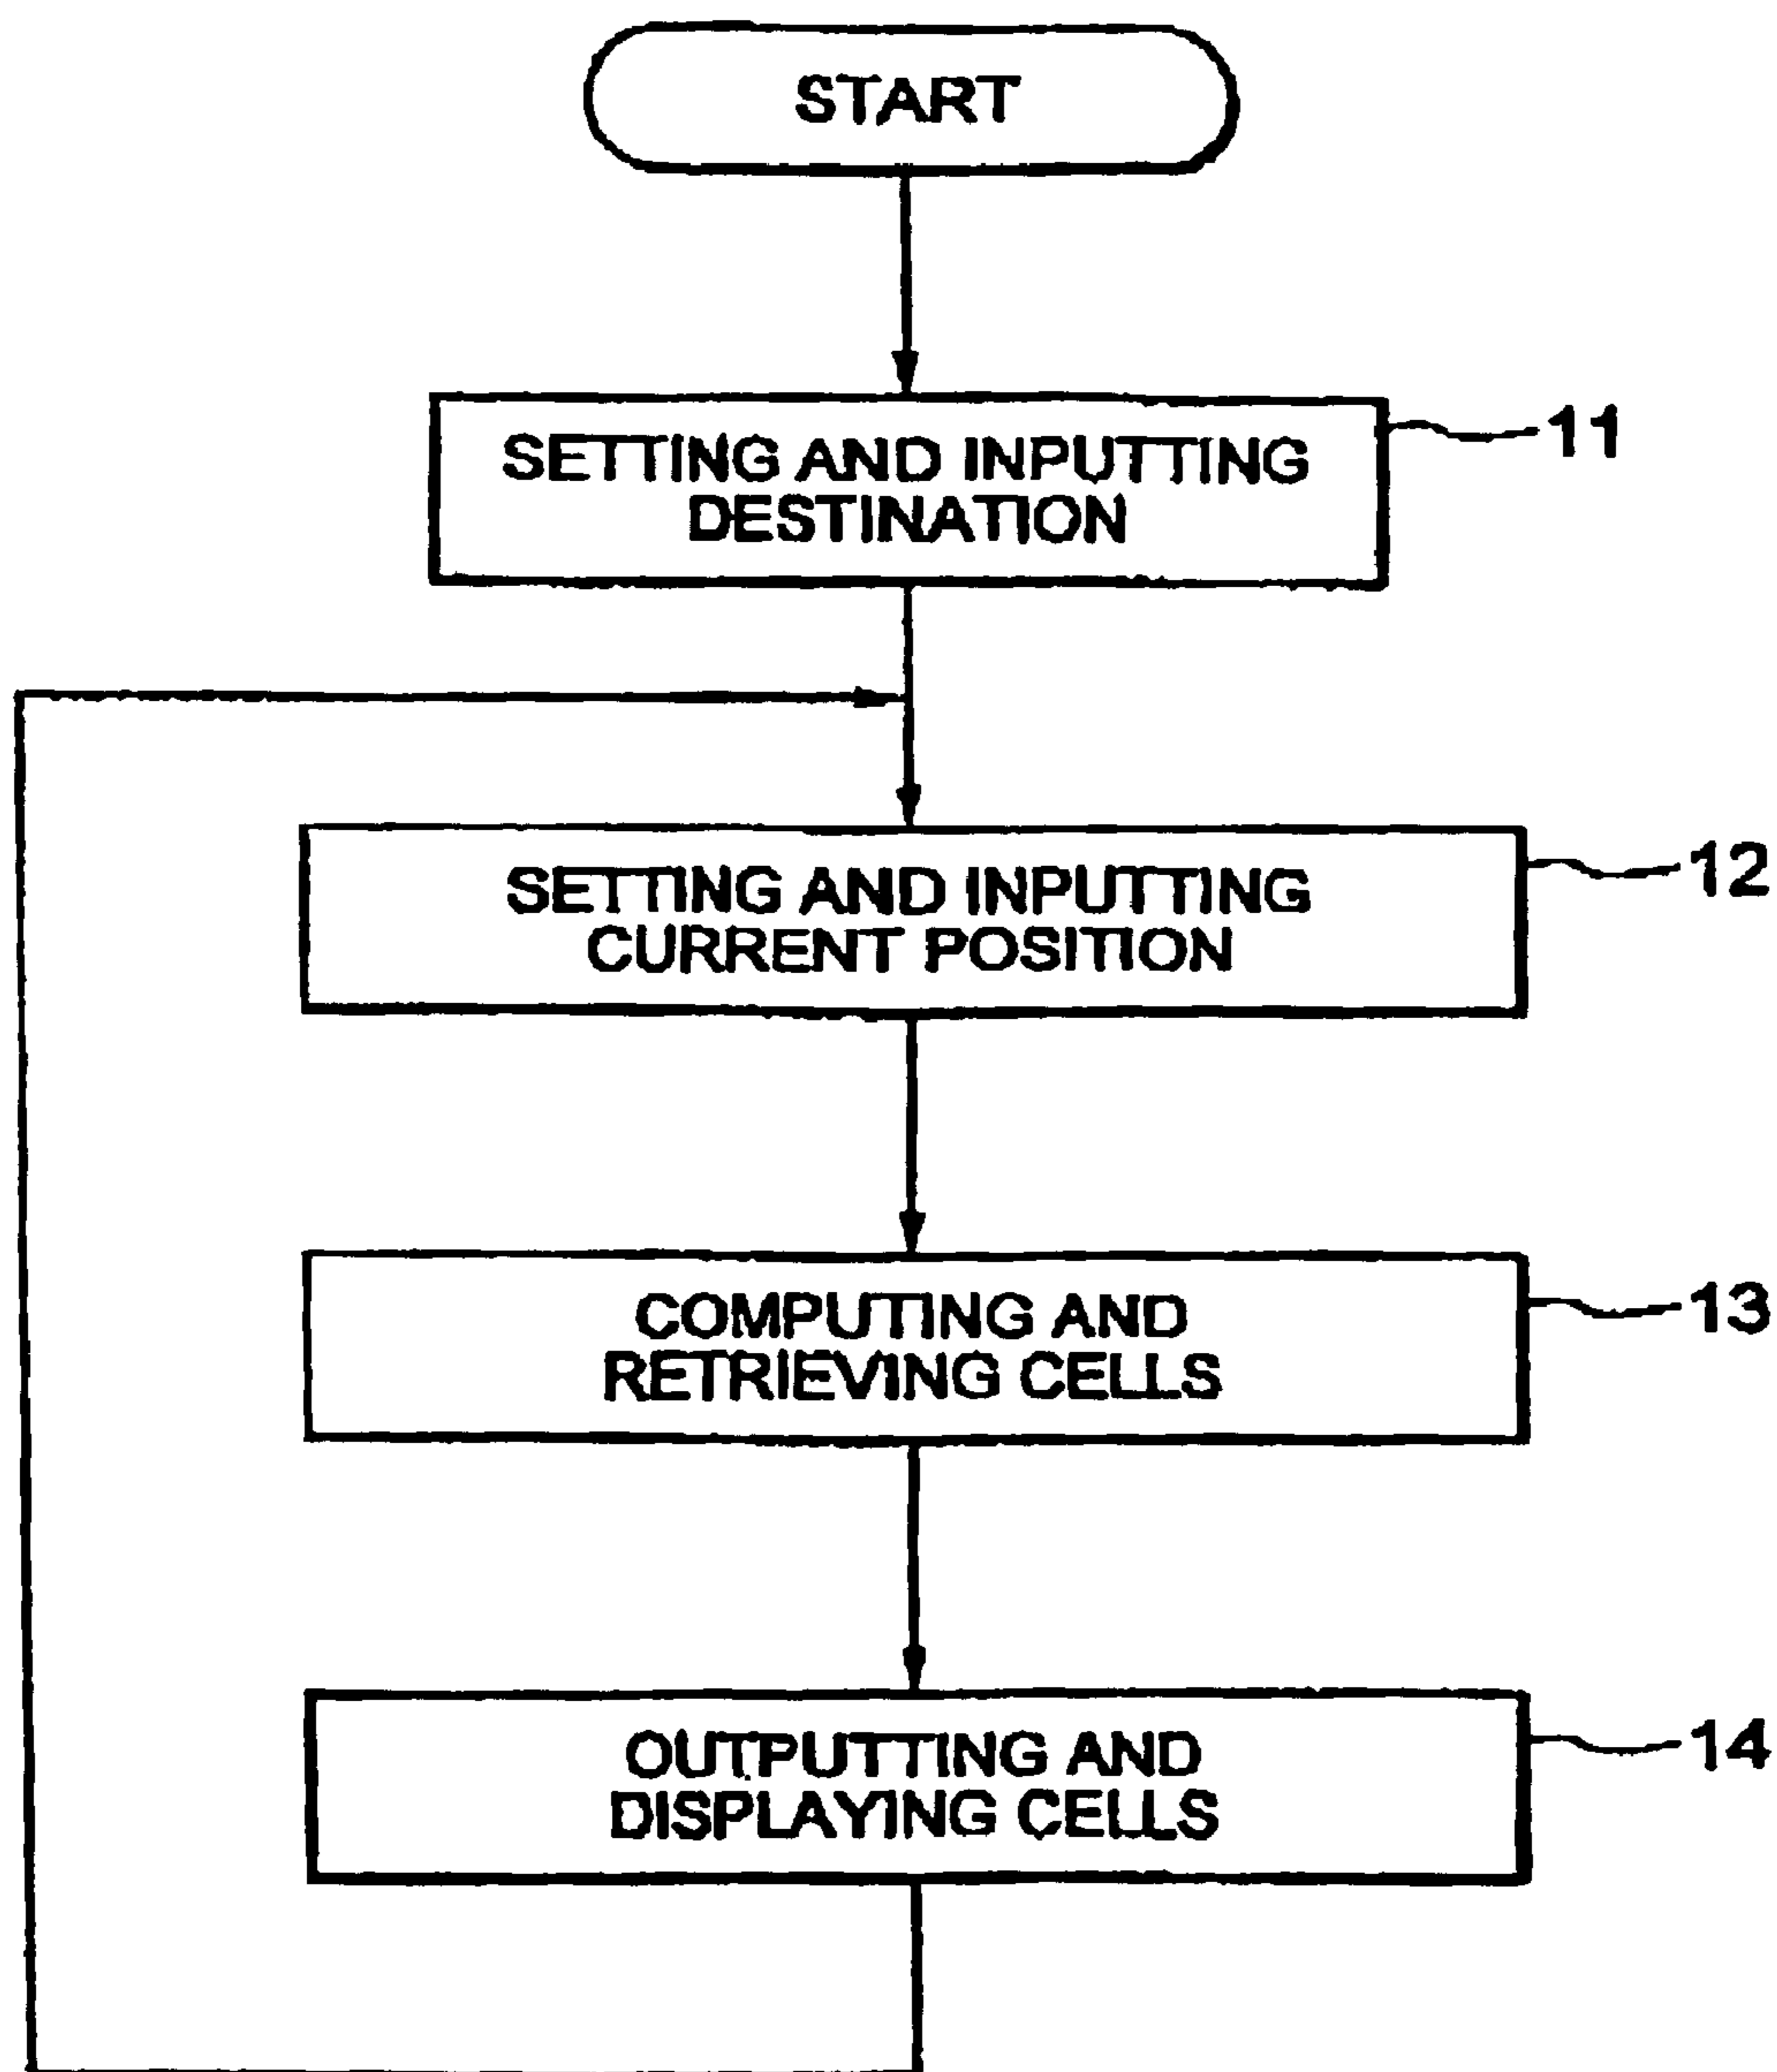 START
SETTING AND INPUTTING
DESTINATION
11
SETTING AND INPUTTING
CURRENT POSITION
12
COMPUTING AND
RETRIEVING CELLS
13
OUTPUTTING AND
DISPLAYING CELLS
14